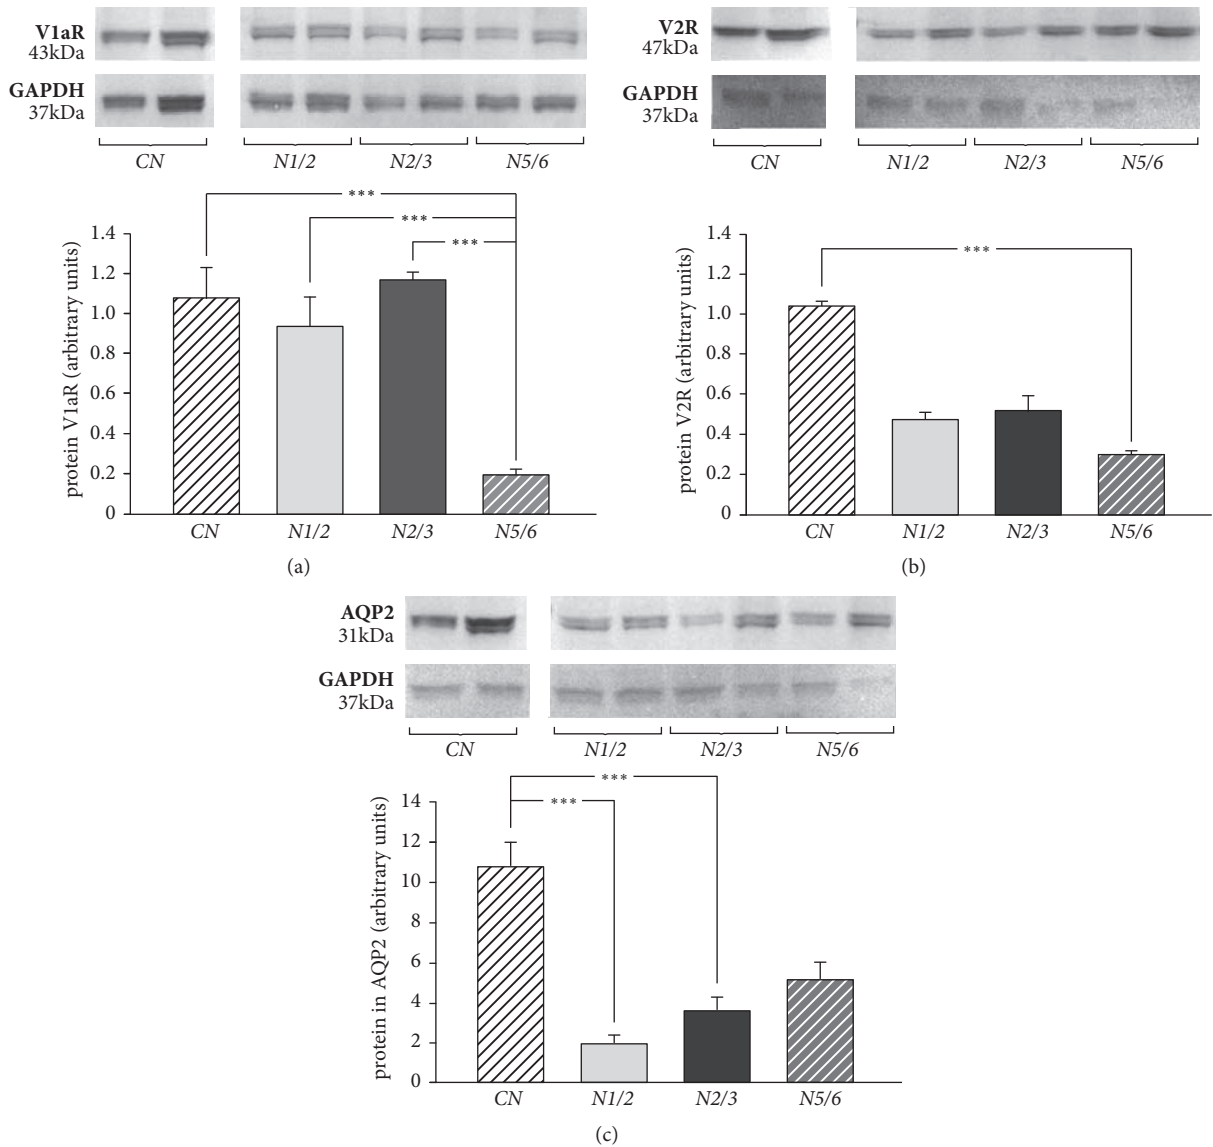 V1aR
43kDa
GAPDH
37kDa
CN N1/2 N2/3 N5/6
***
***
***
protein V1aR (arbitrary units)
1.4
1.2
1.0
0.8
0.6
0.4
0.2
0
CN N1/2 N2/3 N5/6
(a)
V2R
47kDa
GAPDH
37kDa
CN N1/2 N2/3 N5/6
***
protein V2R (arbitrary units)
1.4
1.2
1.0
0.8
0.6
0.4
0.2
0
CN N1/2 N2/3 N5/6
(b)
AQP2
31kDa
GAPDH
37kDa
CN N1/2 N2/3 N5/6
***
***
protein in AQP2 (arbitrary units)
14
12
10
8
6
4
2
0
CN N1/2 N2/3 N5/6
(c)